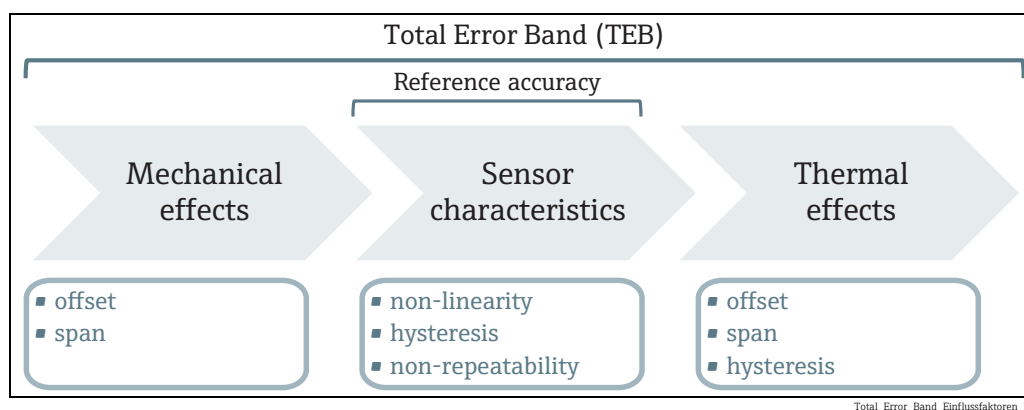 Total Error Band (TEB)
Reference accuracy
Mechanical
effects
Sensor
characteristics
Thermal
effects
▪ offset
▪ span
▪ non-linearity
▪ hysteresis
▪ non-repeatability
▪ offset
▪ span
▪ hysteresis
Total Error Band Einflussfaktoren